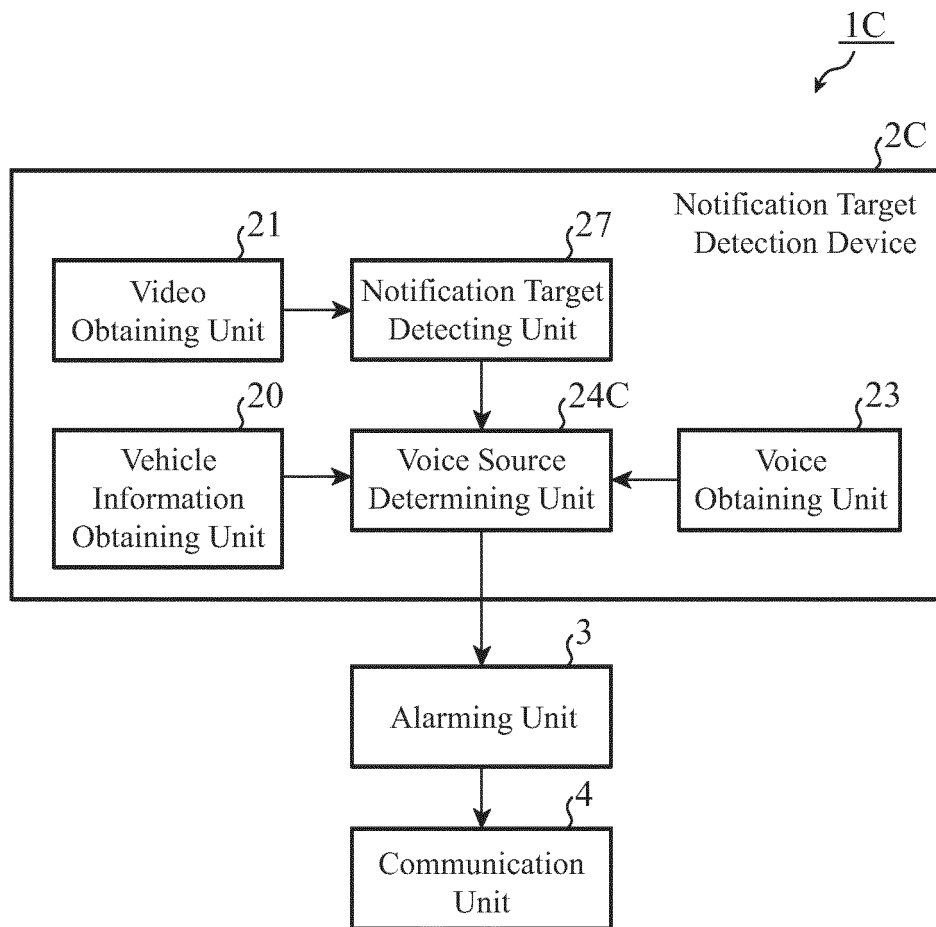 1C
2C
Notification Target
Detection Device
21
Video
Obtaining Unit
27
Notification Target
Detecting Unit
20
Vehicle
Information
Obtaining Unit
24C
Voice Source
Determining Unit
23
Voice
Obtaining Unit
3
Alarming Unit
4
Communication
Unit